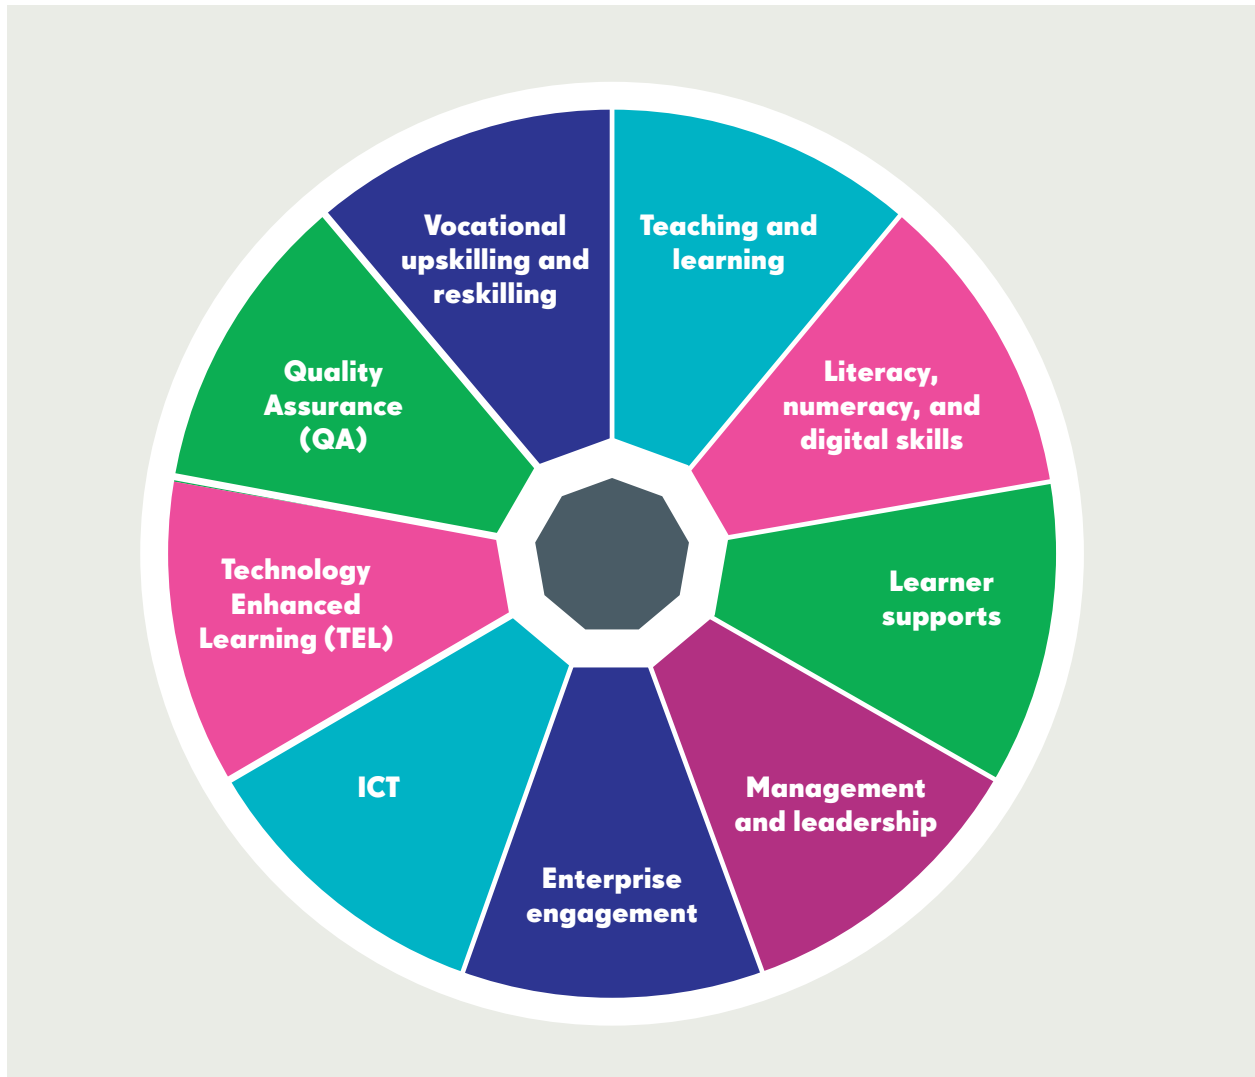 Vocational
upskilling and
reskilling
Teaching and
learning
Literacy,
numeracy, and
digital skills
Learner
supports
Management
and leadership
Enterprise
engagement
ICT
Technology
Enhanced
Learning (TEL)
Quality
Assurance
(QA)